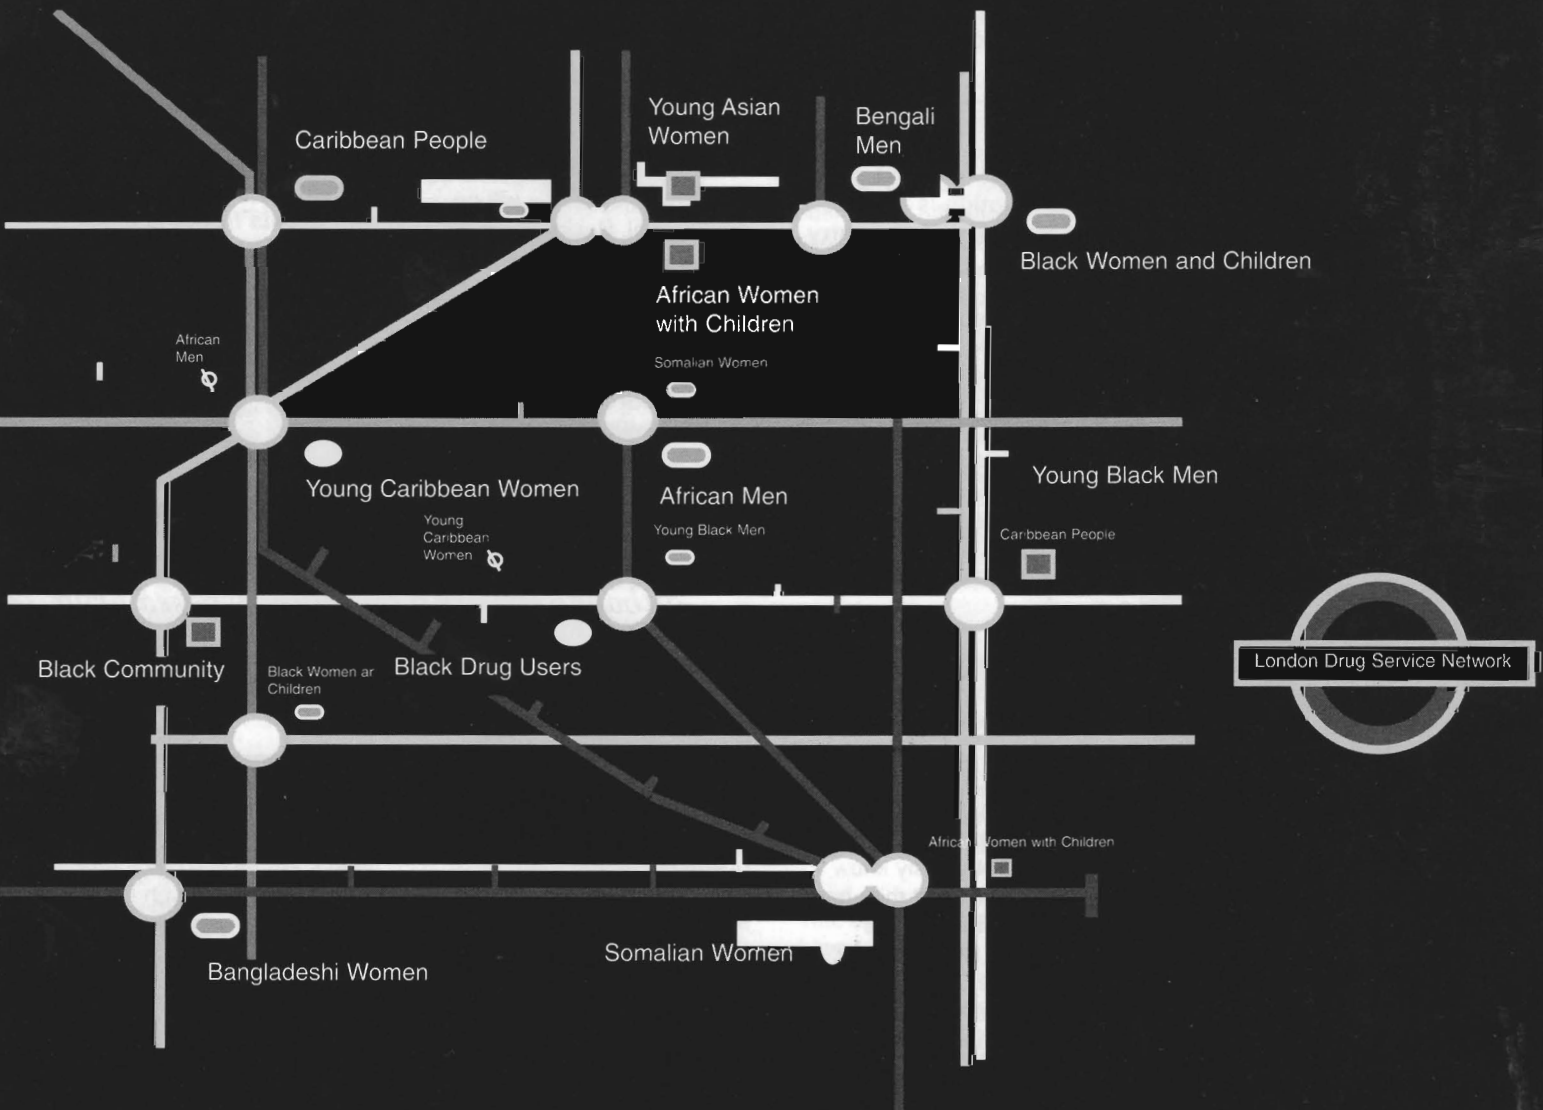 Young Asian
Women
Bengali
Men
Caribbean People
Black Women and Children
African Women
with Children
African
Men
Somalian Women
Young Caribbean Women
African Men
Young Black Men
Young
Caribbean
Women
Young Black Men
Caribbean People
Black Community
Black Women ar
Children
Black Drug Users
London Drug Service Network
African Women with Children
Somalian Women
Bangladeshi Women